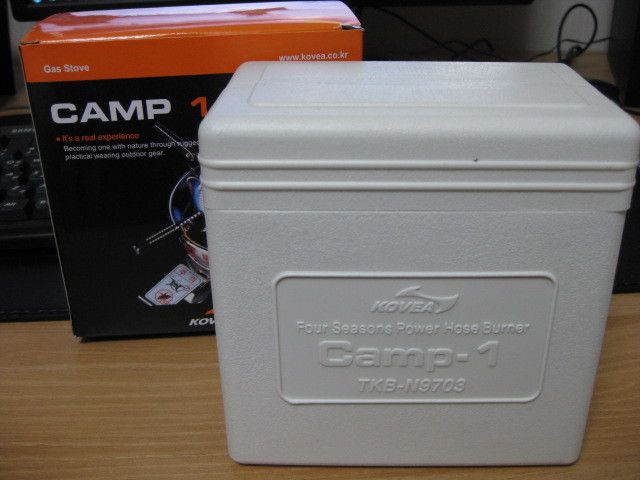 Gas Stove
www.kovea.co.kr
CAMP 1
• It's a real experience
Becoming one with nature through rugged
practical wearing outdoor gear.
KOVEA
Four Seasons Power Hose Burner
Camp-1
TKB-N9703